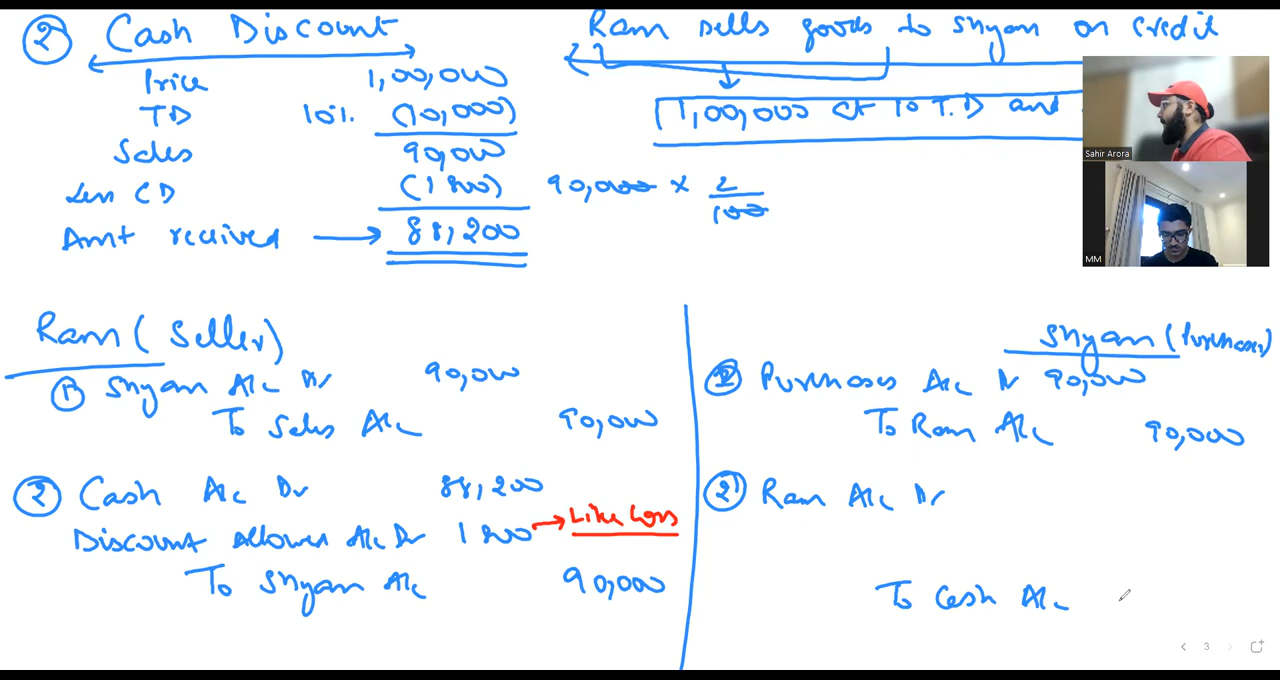 ② Cash Discount
Ram sells goods to Shyam on credit
Price 1,00,000
TD 10% (10,000)
1,00,000 at 10 T.D and
Sales 90,000
Less CD (1800) 90,000 x 2/100
Amt received → 88,200
Sahir Arora
MM
Ram (Seller)
① Shyam A/c Dr 90,000
To Sales A/c 90,000
② Cash A/c Dr 88,200
Discount Allowed A/c Dr 1800 → Like Loss
To Shyam A/c 90,000
Shyam (Purchaser)
① Purchases A/c Dr 90,000
To Ram A/c 90,000
② Ram A/c Dr
To Cash A/c
3